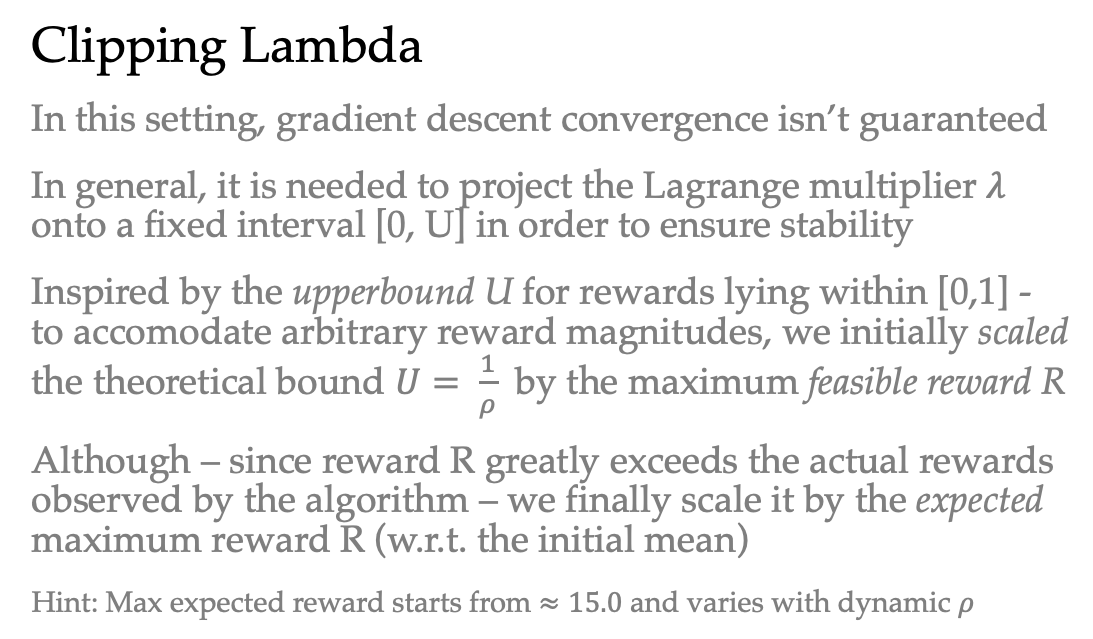 Clipping Lambda
In this setting, gradient descent convergence isn't guaranteed
In general, it is needed to project the Lagrange multiplier λ
onto a fixed interval [0, U] in order to ensure stability
Inspired by the upperbound U for rewards lying within [0,1] -
to accomodate arbitrary reward magnitudes, we initially scaled
the theoretical bound U = 1/ρ by the maximum feasible reward R
Although – since reward R greatly exceeds the actual rewards
observed by the algorithm – we finally scale it by the expected
maximum reward R (w.r.t. the initial mean)
Hint: Max expected reward starts from ≈ 15.0 and varies with dynamic ρ